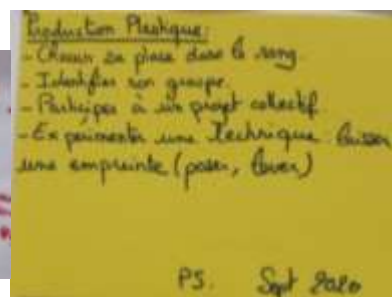 Production Plastique:
- Choisir sa place dans le rang
- Identifier son groupe.
- Participer à un projet collectif.
- Expérimenter une Technique: laisser
une empreinte (poser, lever)
PS. Sept 2020